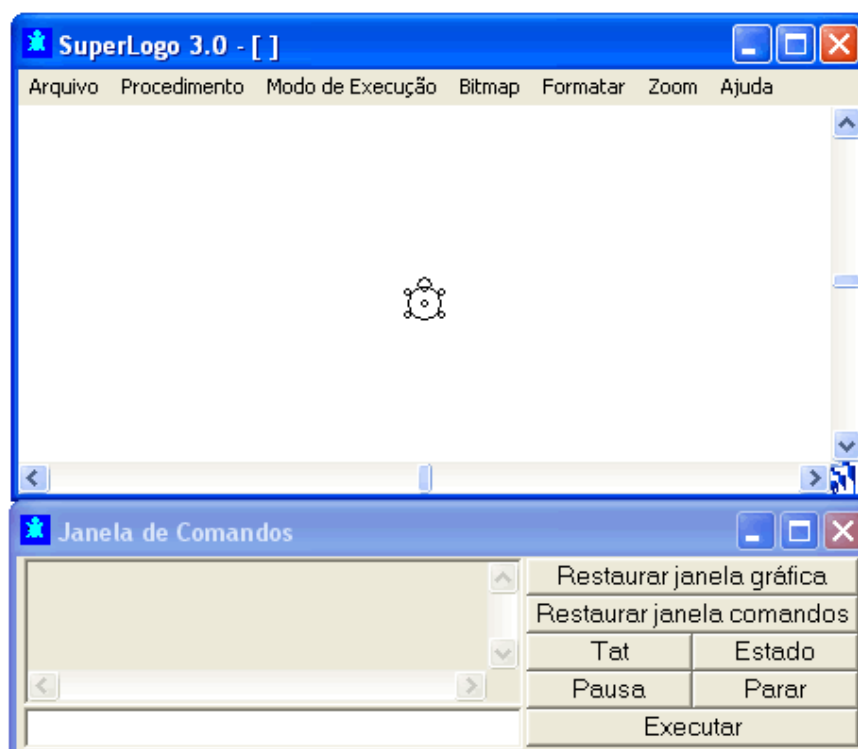 SuperLogo 3.0 - [ ]
Arquivo Procedimento Modo de Execução Bitmap Formatar Zoom Ajuda
Janela de Comandos
Restaurar janela gráfica
Restaurar janela comandos
Tat Estado
Pausa Parar
Executar